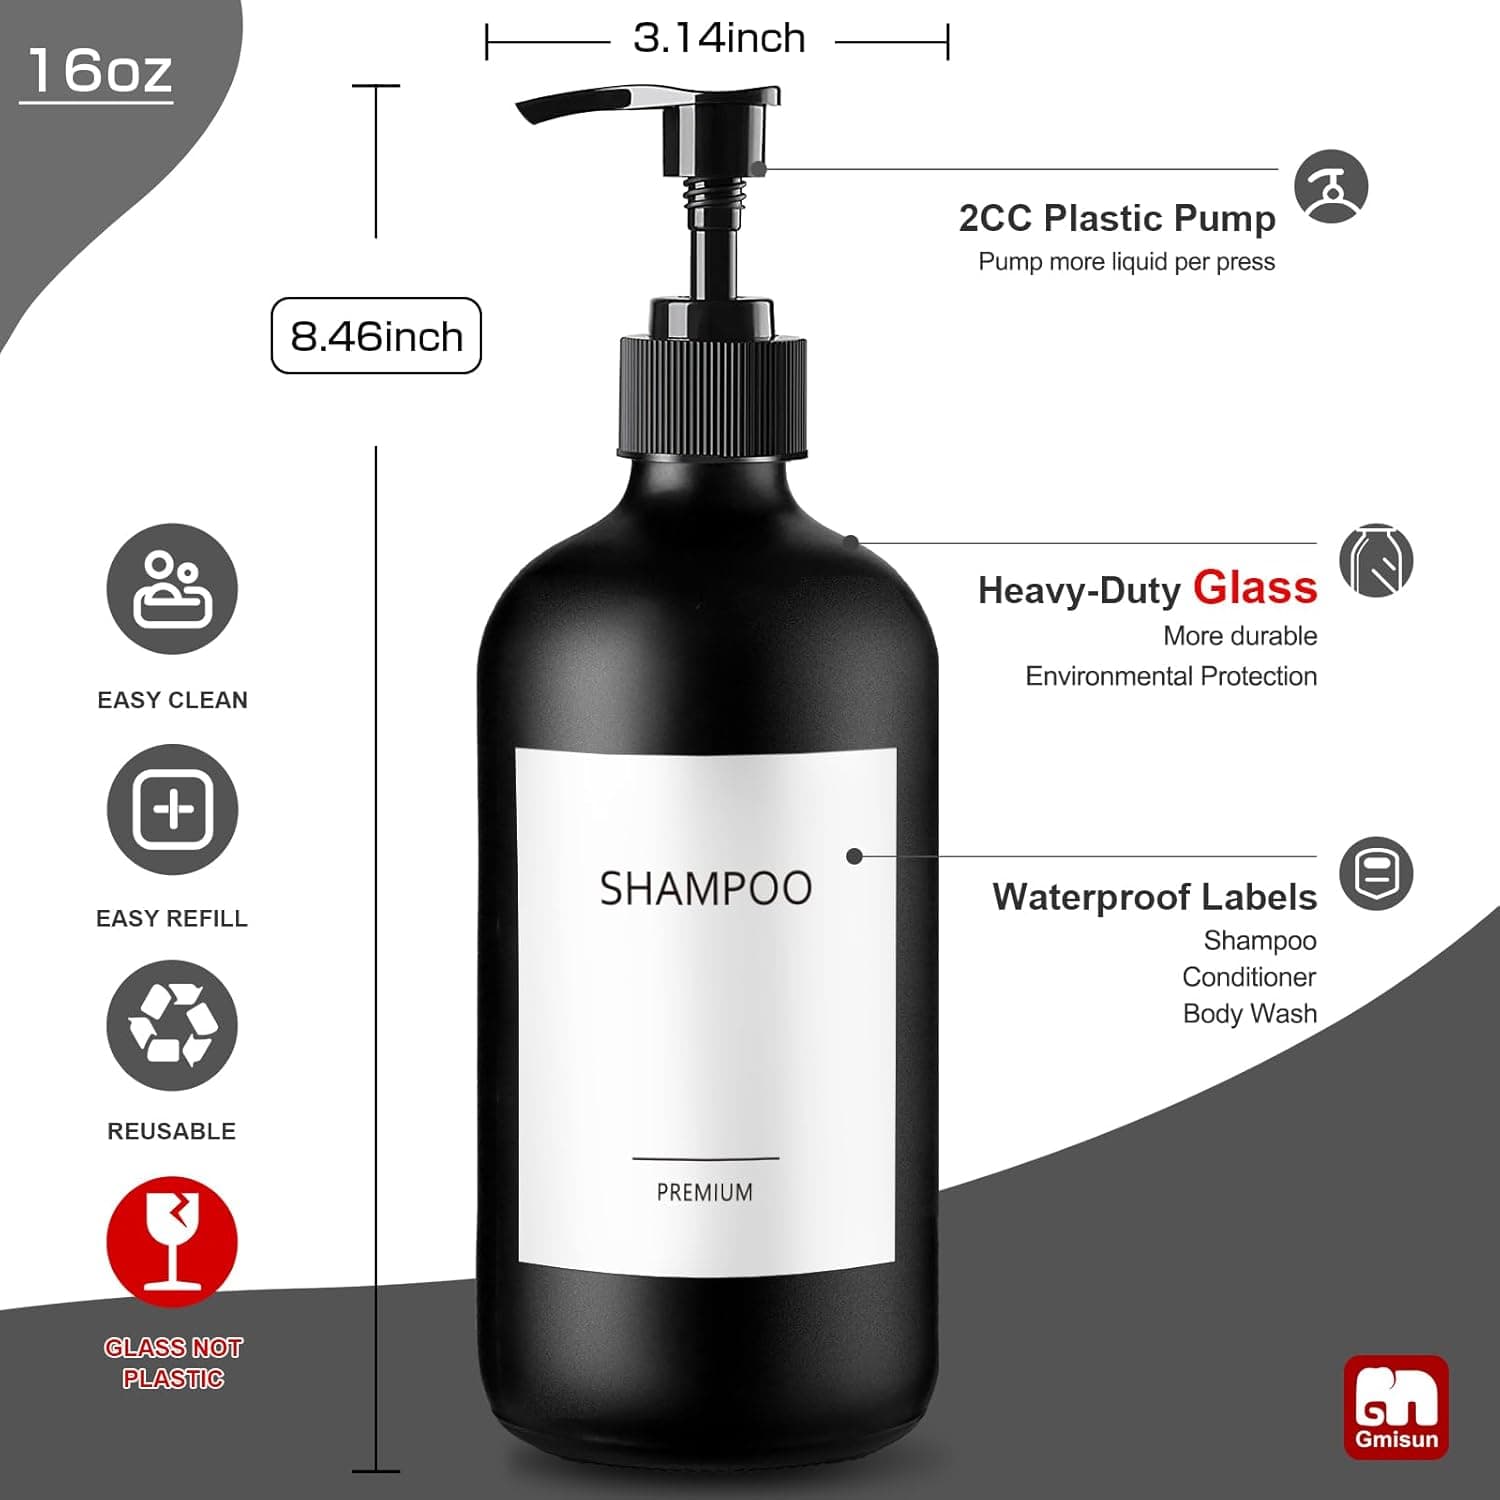 16oz
3.14inch
8.46inch
2CC Plastic Pump
Pump more liquid per press
Heavy-Duty Glass
More durable
Environmental Protection
Waterproof Labels
Shampoo
Conditioner
Body Wash
EASY CLEAN
EASY REFILL
REUSABLE
GLASS NOT
PLASTIC
SHAMPOO
PREMIUM
Gmisun